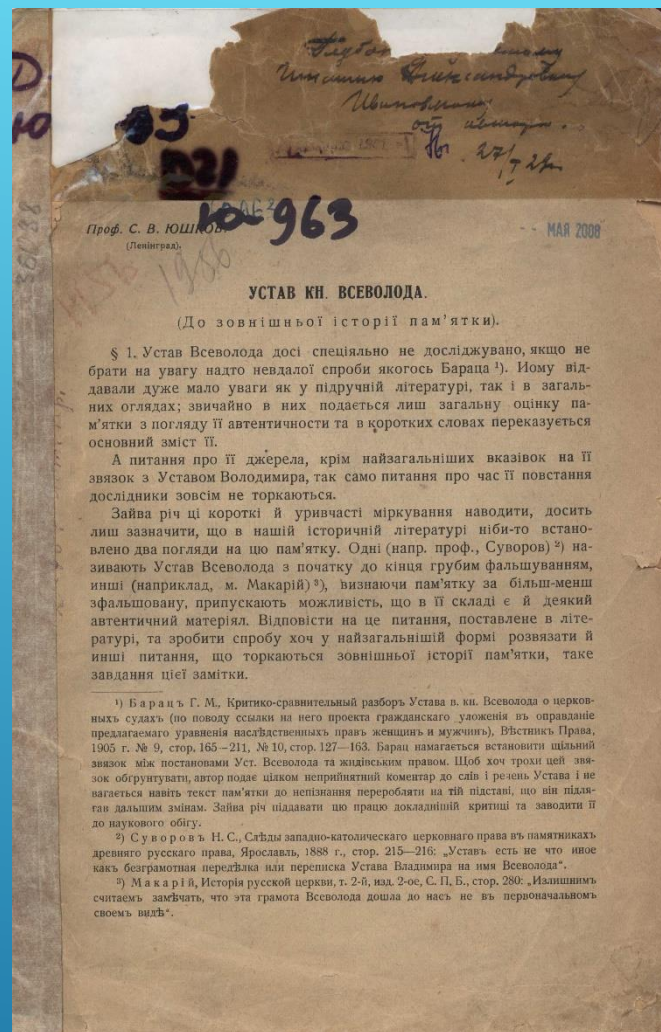 от автора.
Ю-963
Проф. С. В. ЮШКОВ
(Ленінград).
МАЯ 2008
1986
УСТАВ КН. ВСЕВОЛОДА.
(До зовнішньої історії пам'ятки).
§ 1. Устав Всеволода досі спеціяльно не досліджувано, якщо не
брати на увагу надто невдалої спроби якогось Бараца ¹). Йому від-
давали дуже мало уваги як у підручній літературі, так і в загаль-
них оглядах; звичайно в них подається лиш загальну оцінку па-
м'ятки з погляду її автентичности та в коротких словах переказується
основний зміст її.
А питання про її джерела, крім найзагальніших вказівок на її
звязок з Уставом Володимира, так само питання про час її повстання
дослідники зовсім не торкаються.
Зайва річ ці короткі й уривчасті міркування наводити, досить
лиш зазначити, що в нашій історичній літературі ніби-то встано-
влено два погляди на цю пам'ятку. Одні (напр. проф., Суворов) ²) на-
зивають Устав Всеволода з початку до кінця грубим фальшуванням,
инші (наприклад, м. Макарій) ³), визнаючи пам'ятку за більш-менш
зфальшовану, припускають можливість, що в її складі є й деякий
автентичний матеріял. Відповісти на це питання, поставлене в літе-
ратурі, та зробити спробу хоч у найзагальнішій формі розвязати й
инші питання, що торкаються зовнішньої історії пам'ятки, таке
завдання цієї замітки.
¹) Барацъ Г. М., Критико-сравнительный разборъ Устава в. кн. Всеволода о церков-
ныхъ судахъ (по поводу ссылки на него проекта гражданскаго уложенія въ оправданіе
предлагаемаго уравненія наслѣдственныхъ правъ женщинъ и мужчинъ), Вѣстник Права,
1905 г. № 9, стор. 165—211, № 10, стор. 127—163. Барац намагається встановити щільний
звязок між постановами Уст. Всеволода та жидівським правом. Щоб хоч трохи цей звя-
зок обгрунтувати, автор подає цілком неприйнятий коментар до слів і речень Устава і не
вагається навіть текст пам'ятки до непізнання переробляти на тій підставі, що він підля-
гав дальшим змінам. Зайва річ піддавати цю працю докладнішій критиці та заводити її
до наукового обігу.
²) Суворовъ Н. С., Слѣды западно-католическаго церковнаго права въ памятникахъ
древняго русскаго права, Ярославль, 1888 г., стор. 215—216: „Уставъ есть не что иное
какъ безграмотная передѣлка или переписка Устава Владимира на имя Всеволода".
³) Макарій, Исторія русской церкви, т. 2-й, изд. 2-ое, С. П. Б., стор. 280: „Излишнимъ
считаемъ замѣчать, что эта грамота Всеволода дошла до насъ не въ первоначальном
своемъ видѣ".